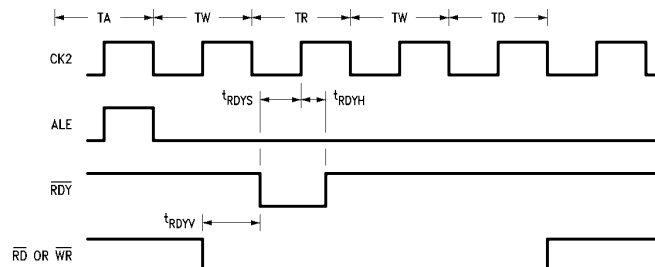 TA TW TR TW TD
CK2
tRDYS tRDYH
ALE
RDY
tRDYV
RD OR WR